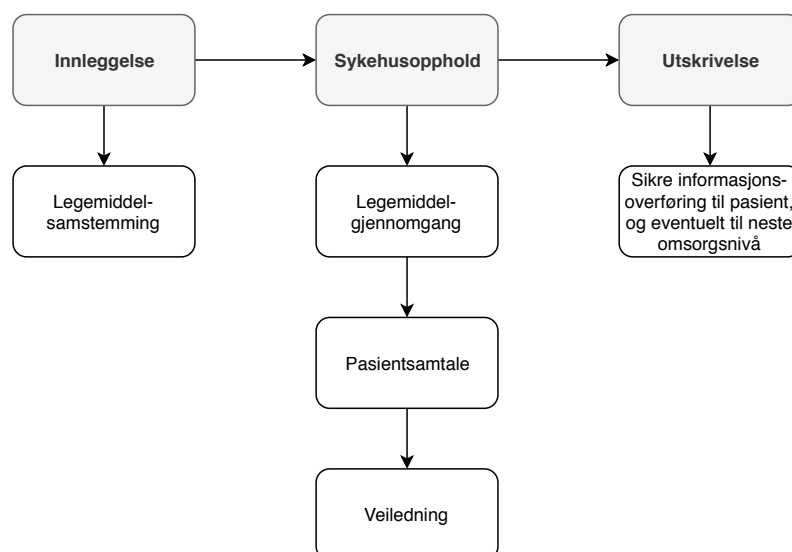 Innleggelse
Sykehusopphold
Utskrivelse
Legemiddel-
samstemming
Legemiddel-
gjennomgang
Sikre informasjons-
overføring til pasient,
og eventuelt til neste
omsorgsnivå
Pasientsamtale
Veiledning